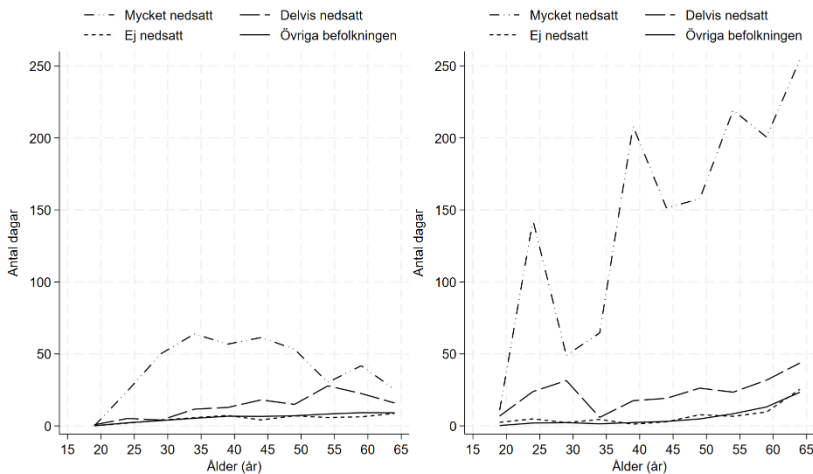 Mycket nedsatt Delvis nedsatt
Ej nedsatt Övriga befolkningen
250
200
150
100
50
0
Antal dagar
15 20 25 30 35 40 45 50 55 60 65
Ålder (år)
Mycket nedsatt Delvis nedsatt
Ej nedsatt Övriga befolkningen
250
200
150
100
50
0
Antal dagar
15 20 25 30 35 40 45 50 55 60 65
Ålder (år)